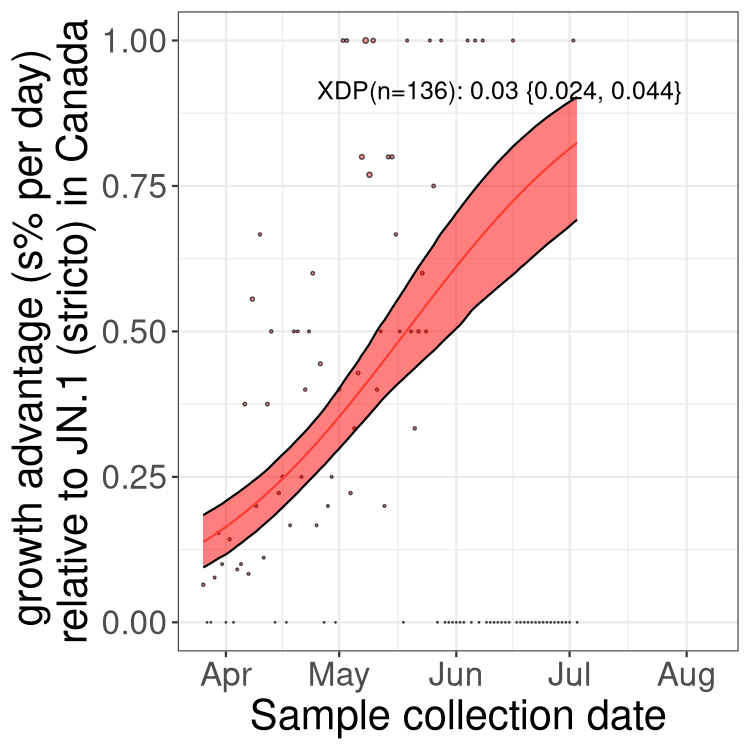 growth advantage (s% per day)
relative to JN.1 (stricto) in Canada
1.00
0.75
0.50
0.25
0.00
XDP(n=136): 0.03 {0.024, 0.044}
Apr May Jun Jul Aug
Sample collection date